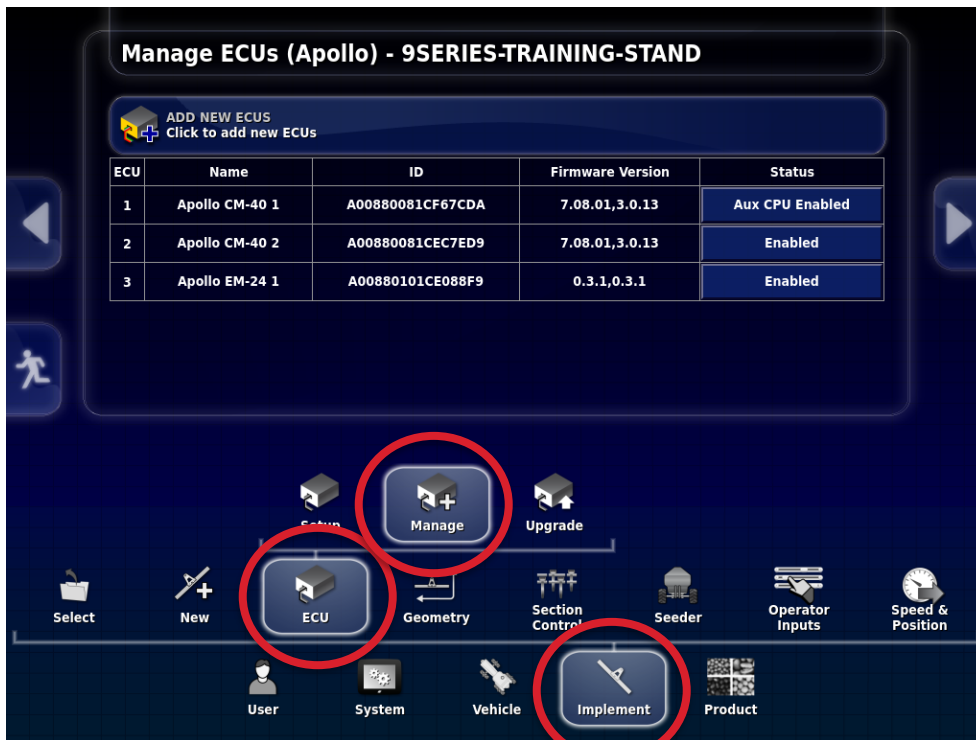 Manage ECUs (Apollo) - 9SERIES-TRAINING-STAND
ADD NEW ECUS
Click to add new ECUs
ECU Name ID Firmware Version Status
1 Apollo CM-40 1 A00880081CF67CDA 7.08.01,3.0.13 Aux CPU Enabled
2 Apollo CM-40 2 A00880081CEC7ED9 7.08.01,3.0.13 Enabled
3 Apollo EM-24 1 A00880101CE088F9 0.3.1,0.3.1 Enabled
Setup Manage Upgrade
Select New ECU Geometry Section Control Seeder Operator Inputs Speed & Position
User System Vehicle Implement Product